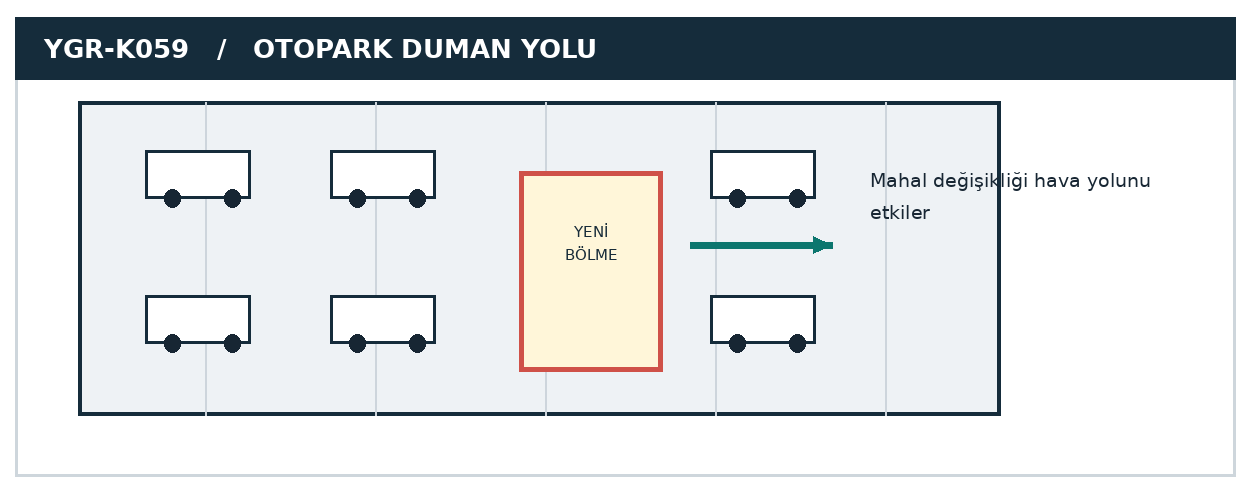 YGR-K059 / OTOPARK DUMAN YOLU
Mahal değişikliği hava yolunu
etkiler
YENİ
BÖLME